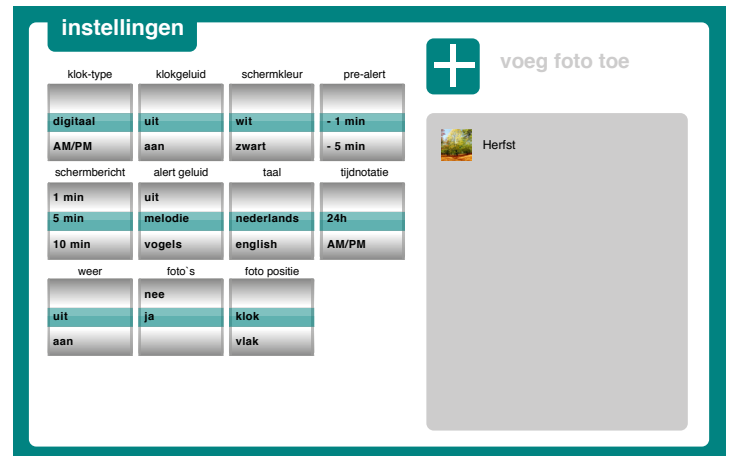 instellingen
klok-type klokgeluid schermkleur pre-alert
digitaal uit wit - 1 min
AM/PM aan zwart - 5 min
schermbericht alert geluid taal tijdnotatie
1 min uit
5 min melodie nederlands 24h
10 min vogels english AM/PM
weer foto`s foto positie
nee
uit ja klok
aan vlak
voeg foto toe
Herfst